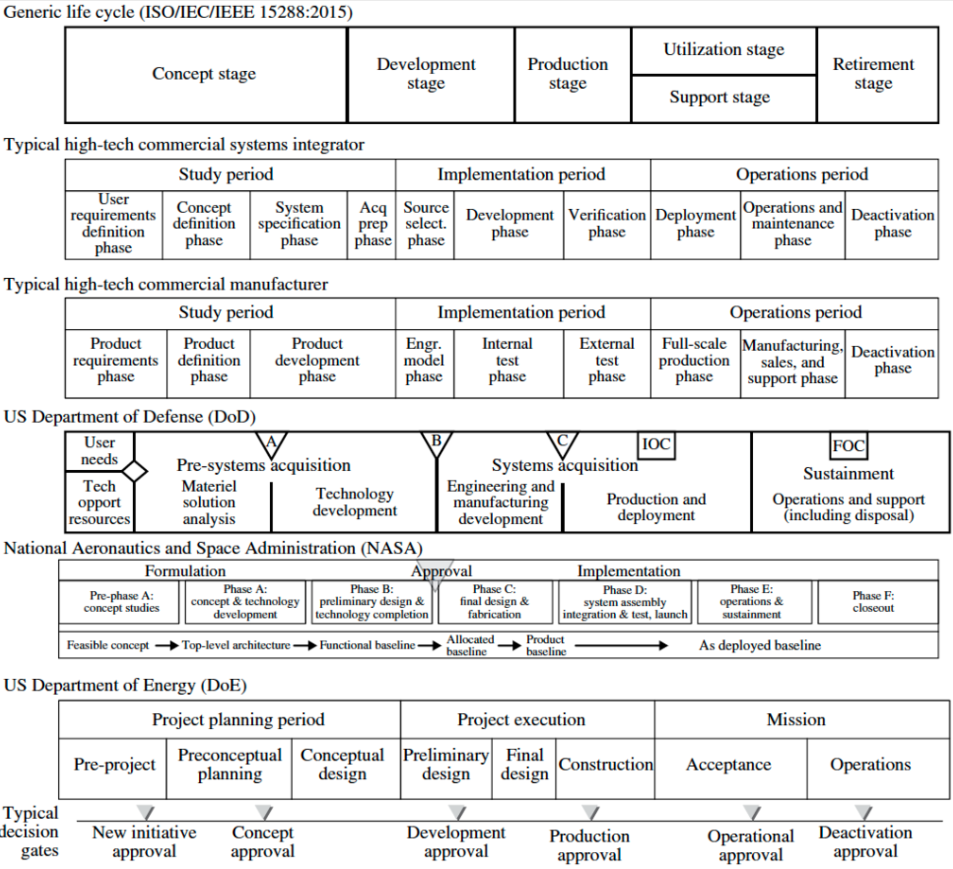 Generic life cycle (ISO/IEC/IEEE 15288:2015)
Concept stage
Development
stage
Production
stage
Utilization stage
Support stage
Retirement
stage
Typical high-tech commercial systems integrator
Study period
Implementation period
Operations period
User
requirements
definition
phase
Concept
definition
phase
System
specification
phase
Acq
prep
phase
Source
select.
phase
Development
phase
Verification
phase
Deployment
phase
Operations and
maintenance
phase
Deactivation
phase
Typical high-tech commercial manufacturer
Study period
Implementation period
Operations period
Product
requirements
phase
Product
definition
phase
Product
development
phase
Engr.
model
phase
Internal
test
phase
External
test
phase
Full-scale
production
phase
Manufacturing,
sales, and
support phase
Deactivation
phase
US Department of Defense (DoD)
User
needs
Tech
opport
resources
A
B
C
IOC
FOC
Pre-systems acquisition
Systems acquisition
Sustainment
Materiel
solution
analysis
Technology
development
Engineering and
manufacturing
development
Production and
deployment
Operations and support
(including disposal)
National Aeronautics and Space Administration (NASA)
Formulation
Approval
Implementation
Pre-phase A:
concept studies
Phase A:
concept & technology
development
Phase B:
preliminary design &
technology completion
Phase C:
final design &
fabrication
Phase D:
system assembly
integration & test, launch
Phase E:
operations &
sustainment
Phase F:
closeout
Feasible concept
Top-level architecture
Functional baseline
Allocated
baseline
Product
baseline
As deployed baseline
US Department of Energy (DoE)
Project planning period
Project execution
Mission
Pre-project
Preconceptual
planning
Conceptual
design
Preliminary
design
Final
design
Construction
Acceptance
Operations
Typical
decision
gates
New initiative
approval
Concept
approval
Development
approval
Production
approval
Operational
approval
Deactivation
approval